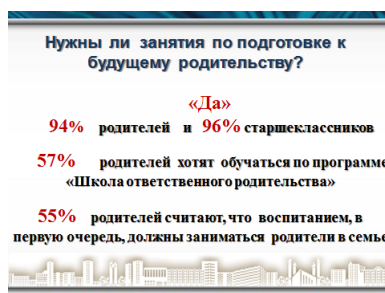 Нужны ли занятия по подготовке к
будущему родительству?
«Да»
94% родителей и 96% старшеклассников
57% родителей хотят обучаться по программе
«Школа ответственного родительства»
55% родителей считают, что воспитанием, в
первую очередь, должны заниматься родители в семье